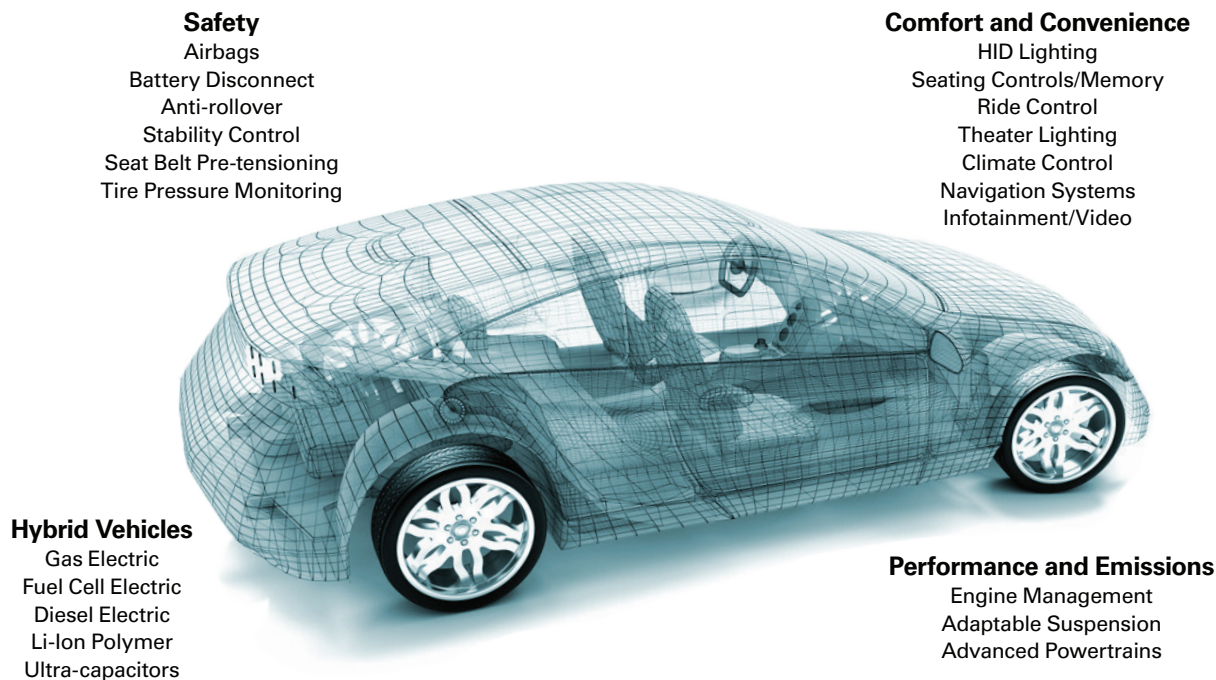 Safety
Airbags
Battery Disconnect
Anti-rollover
Stability Control
Seat Belt Pre-tensioning
Tire Pressure Monitoring
Comfort and Convenience
HID Lighting
Seating Controls/Memory
Ride Control
Theater Lighting
Climate Control
Navigation Systems
Infotainment/Video
Hybrid Vehicles
Gas Electric
Fuel Cell Electric
Diesel Electric
Li-Ion Polymer
Ultra-capacitors
Performance and Emissions
Engine Management
Adaptable Suspension
Advanced Powertrains